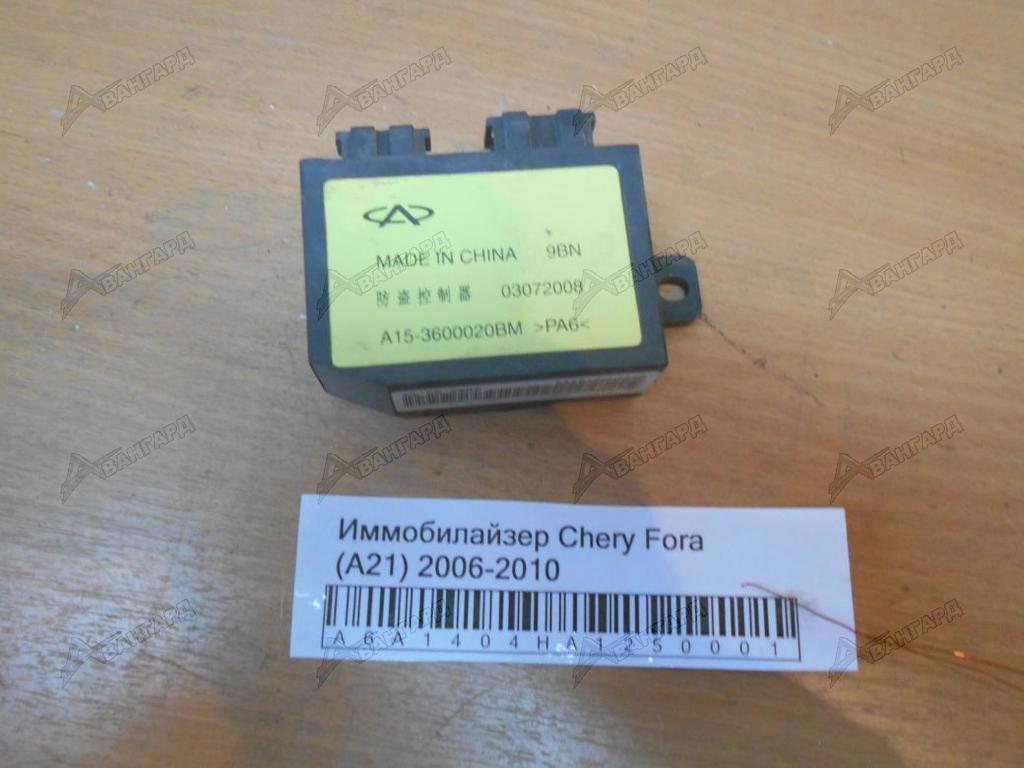 MADE IN CHINA 9BN
防盗控制器 03072008
A15-3600020BM >PA6<
Иммобилайзер Chery Fora
(A21) 2006-2010
A6A1404HA1250001
АВАНГАРД